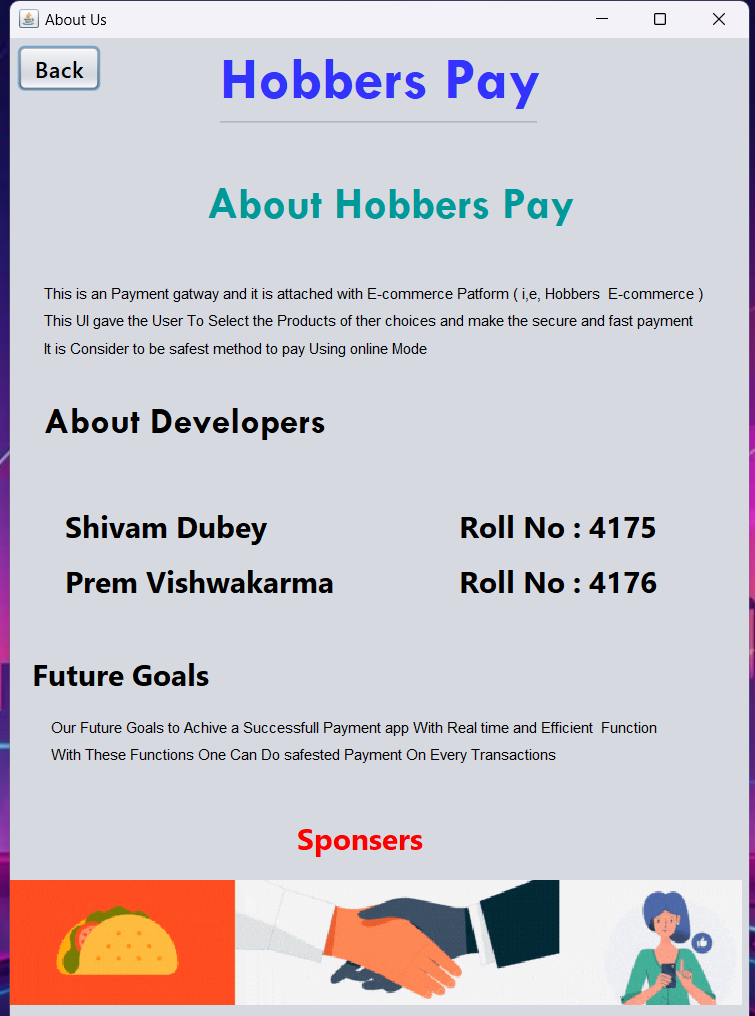 About Us
Back
Hobbers Pay
About Hobbers Pay
This is an Payment gatway and it is attached with E-commerce Patform ( i,e, Hobbers  E-commerce )
This UI gave the User To Select the Products of ther choices and make the secure and fast payment
It is Consider to be safest method to pay Using online Mode
About Developers
Shivam Dubey Roll No : 4175
Prem Vishwakarma Roll No : 4176
Future Goals
Our Future Goals to Achive a Successfull Payment app With Real time and Efficient  Function
With These Functions One Can Do safested Payment On Every Transactions
Sponsers